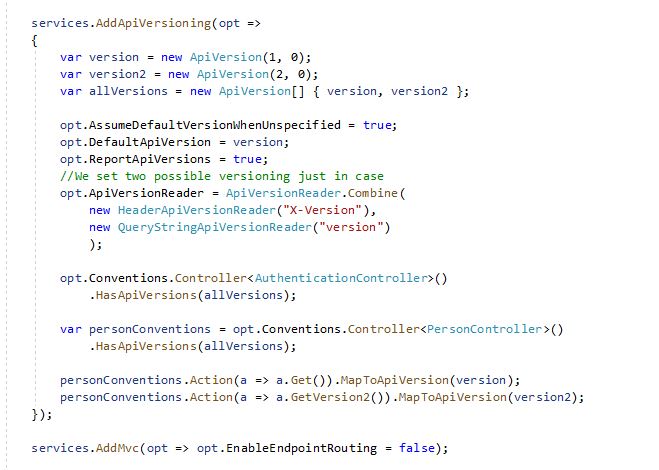 services.AddApiVersioning(opt =>
{
    var version = new ApiVersion(1, 0);
    var version2 = new ApiVersion(2, 0);
    var allVersions = new ApiVersion[] { version, version2 };

    opt.AssumeDefaultVersionWhenUnspecified = true;
    opt.DefaultApiVersion = version;
    opt.ReportApiVersions = true;
    //We set two possible versioning just in case
    opt.ApiVersionReader = ApiVersionReader.Combine(
        new HeaderApiVersionReader("X-Version"),
        new QueryStringApiVersionReader("version")
        );

    opt.Conventions.Controller<AuthenticationController>()
        .HasApiVersions(allVersions);

    var personConventions = opt.Conventions.Controller<PersonController>()
        .HasApiVersions(allVersions);

    personConventions.Action(a => a.Get()).MapToApiVersion(version);
    personConventions.Action(a => a.GetVersion2()).MapToApiVersion(version2);
});

services.AddMvc(opt => opt.EnableEndpointRouting = false);